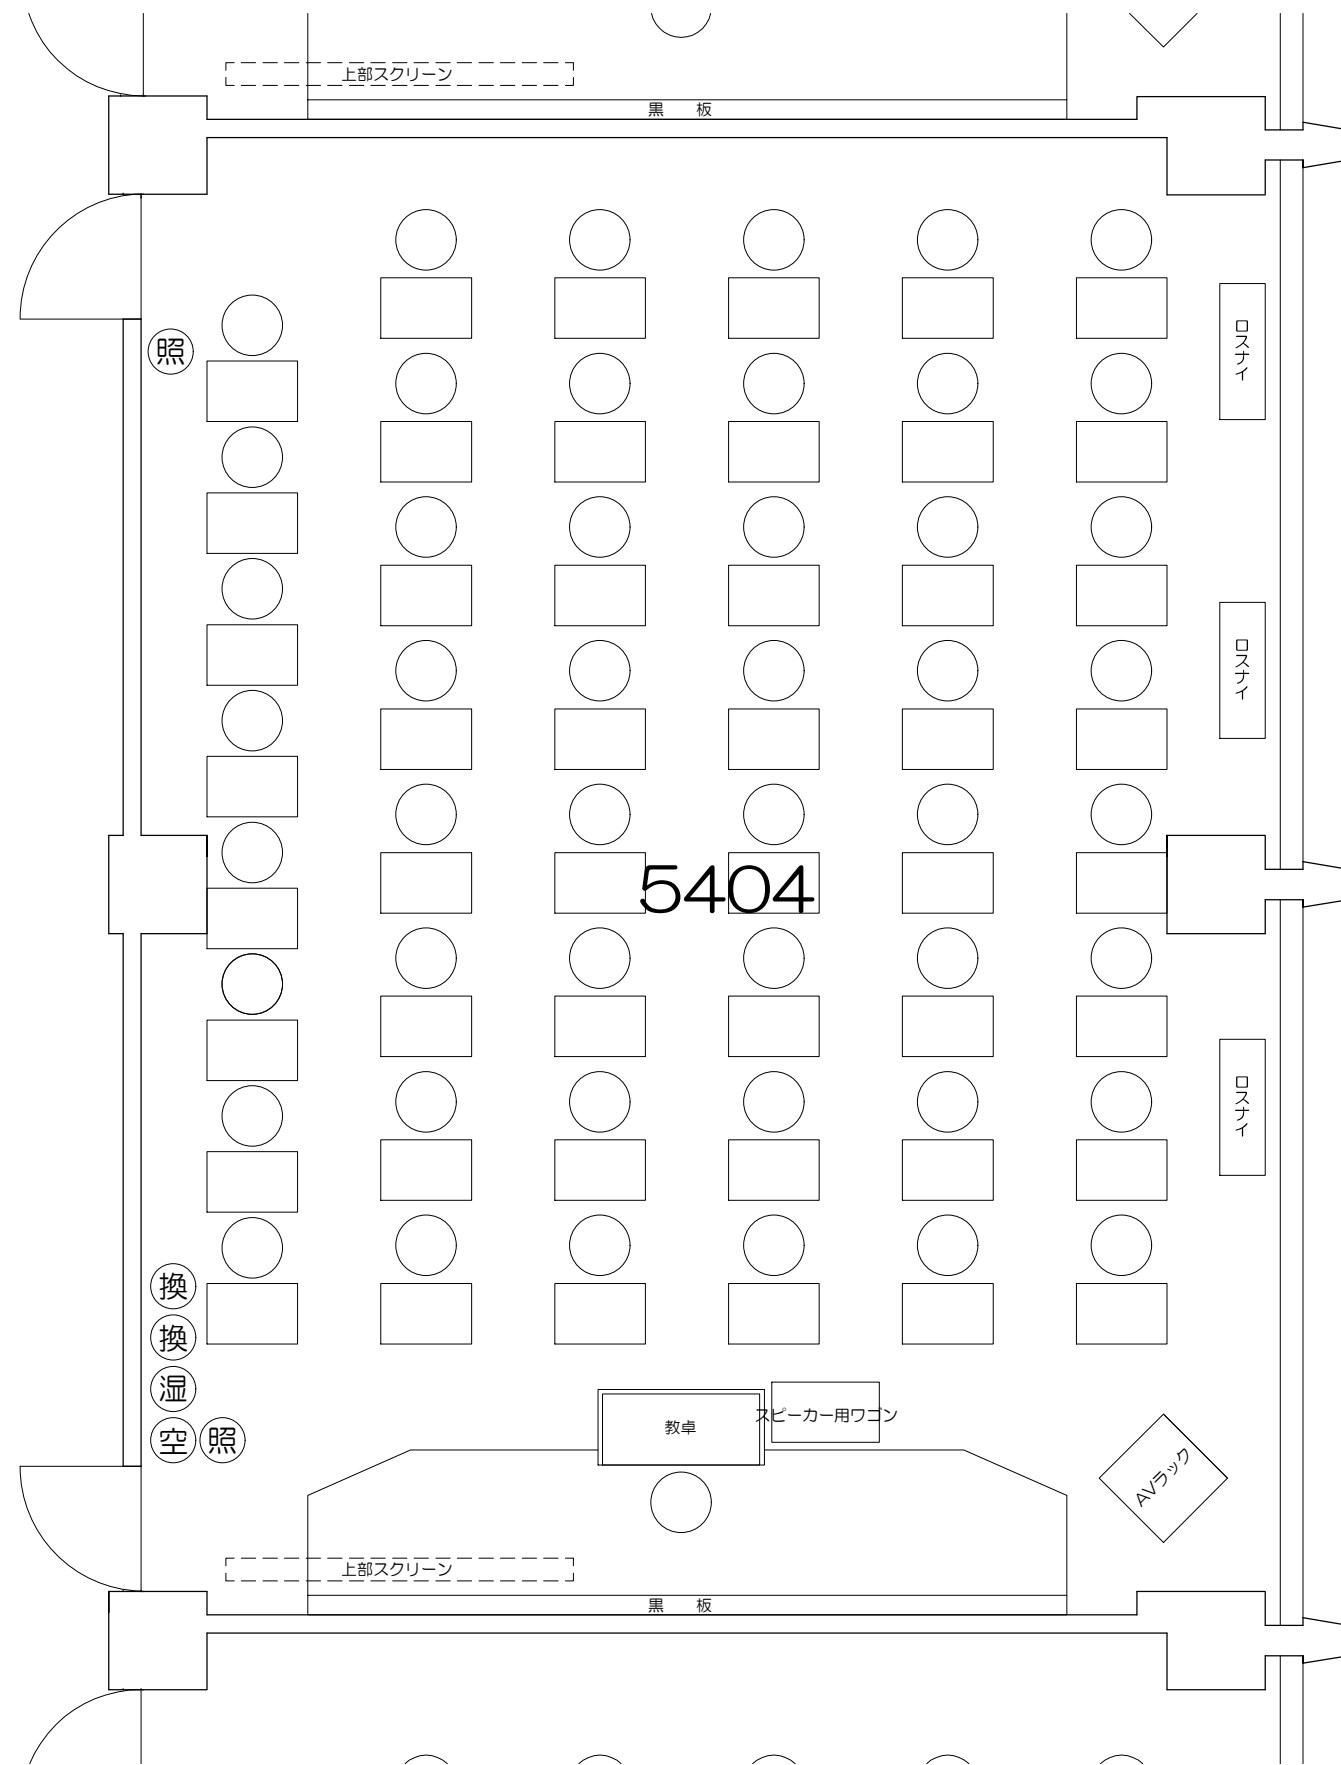 上部スクリーン
黒 板
照
ロスナイ
ロスナイ
5404
ロスナイ
換
換
湿
空 照
教卓
スピーカー用ワゴン
AVラック
上部スクリーン
黒 板